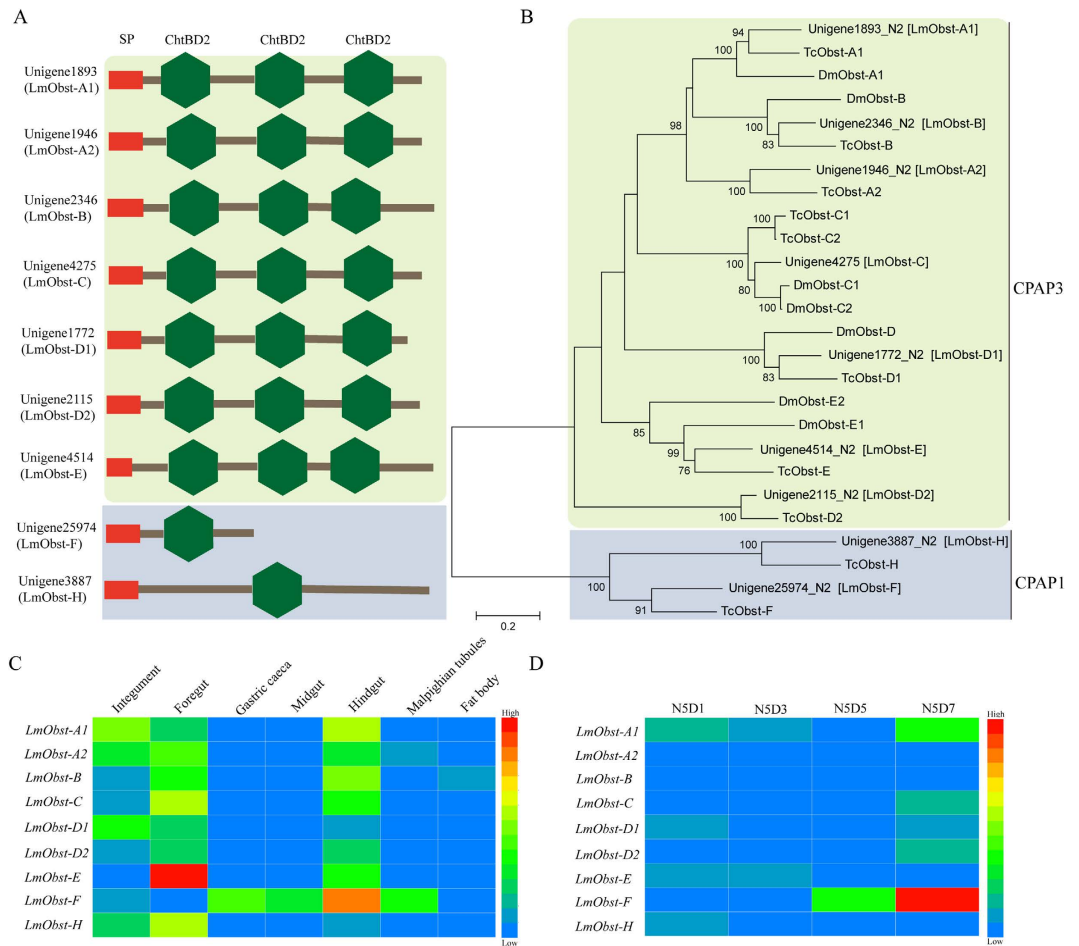 A
SP ChtBD2 ChtBD2 ChtBD2
Unigene1893
(LmObst-A1)
Unigene1946
(LmObst-A2)
Unigene2346
(LmObst-B)
Unigene4275
(LmObst-C)
Unigene1772
(LmObst-D1)
Unigene2115
(LmObst-D2)
Unigene4514
(LmObst-E)
Unigene25974
(LmObst-F)
Unigene3887
(LmObst-H)
B
94 Unigene1893_N2 [LmObst-A1]
100 TcObst-A1
DmObst-A1
DmObst-B
100 Unigene2346_N2 [LmObst-B]
98
83 TcObst-B
Unigene1946_N2 [LmObst-A2]
100 TcObst-A2
100 TcObst-C1
TcObst-C2
100 Unigene4275 [LmObst-C]
80 DmObst-C1
100 DmObst-C2
CPAP3
DmObst-D
100 Unigene1772_N2 [LmObst-D1]
83 TcObst-D1
DmObst-E2
85 DmObst-E1
99 Unigene4514_N2 [LmObst-E]
76 TcObst-E
Unigene2115_N2 [LmObst-D2]
100 TcObst-D2
Unigene3887_N2 [LmObst-H]
100 TcObst-H
100 Unigene25974_N2 [LmObst-F]
91 TcObst-F
CPAP1
0.2
C
Integument Foregut Gastric caeca Midgut Hindgut Malpighian tubules Fat body
High
LmObst-A1
LmObst-A2
LmObst-B
LmObst-C
LmObst-D1
LmObst-D2
LmObst-E
LmObst-F
LmObst-H
Low
D
N5D1 N5D3 N5D5 N5D7
High
LmObst-A1
LmObst-A2
LmObst-B
LmObst-C
LmObst-D1
LmObst-D2
LmObst-E
LmObst-F
LmObst-H
Low